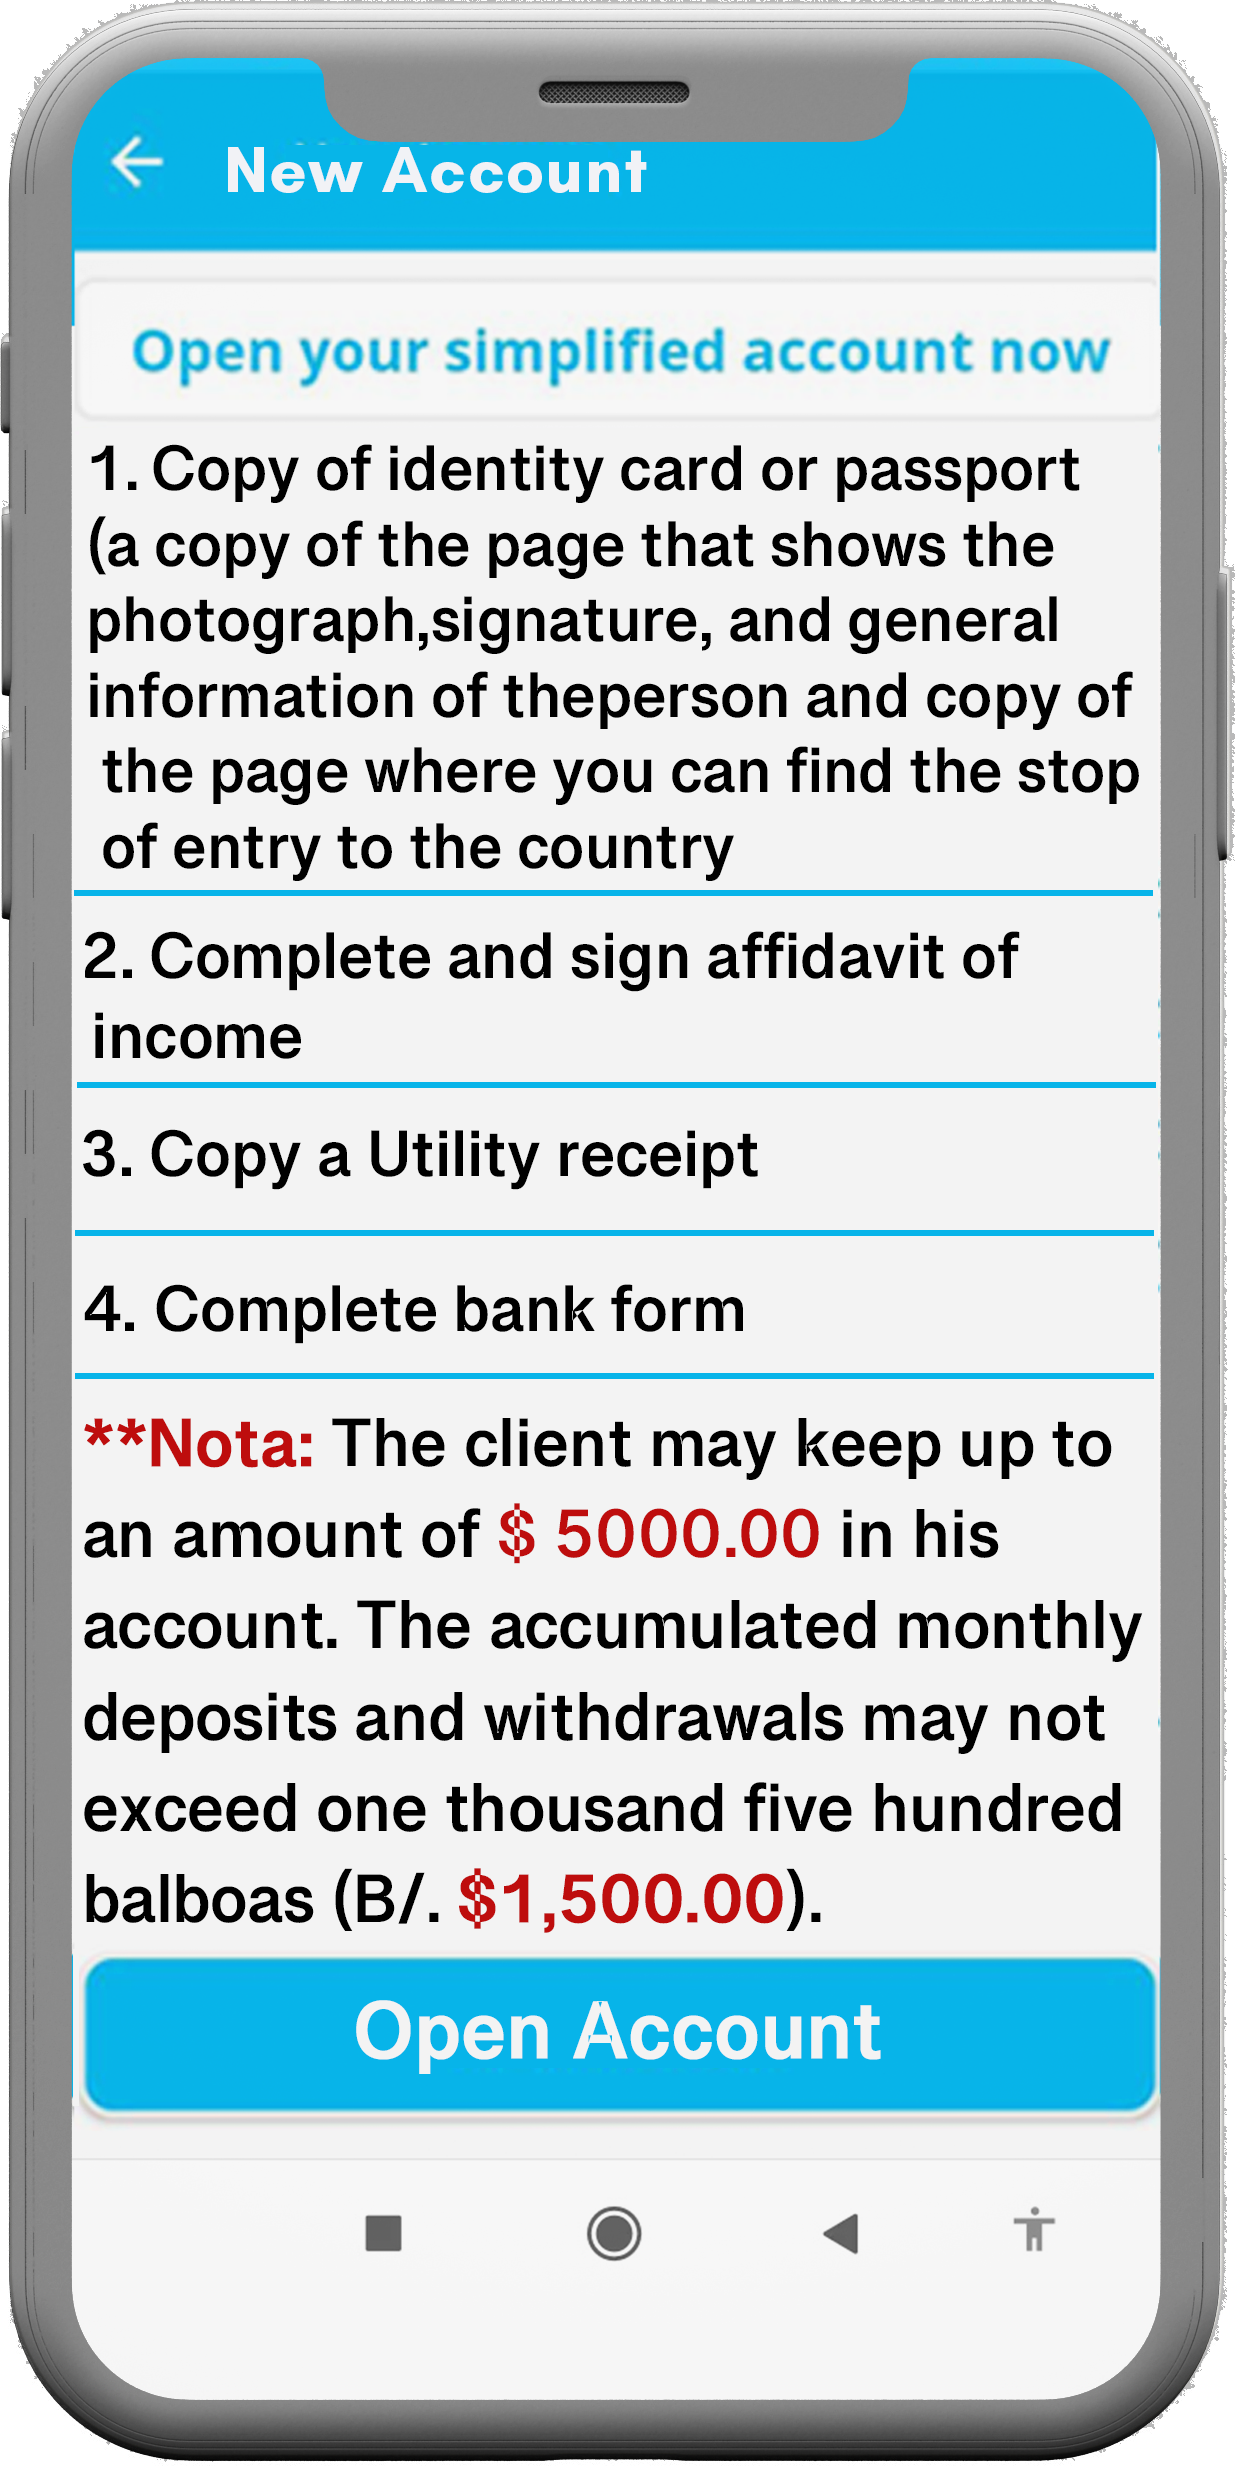 New Account
Open your simplified account now
1. Copy of identity card or passport
(a copy of the page that shows the
photograph,signature, and general
information of theperson and copy of
the page where you can find the stop
of entry to the country
2. Complete and sign affidavit of
income
3. Copy a Utility receipt
4. Complete bank form
**Nota: The client may keep up to
an amount of $ 5000.00 in his
account. The accumulated monthly
deposits and withdrawals may not
exceed one thousand five hundred
balboas (B/. $1,500.00).
Open Account